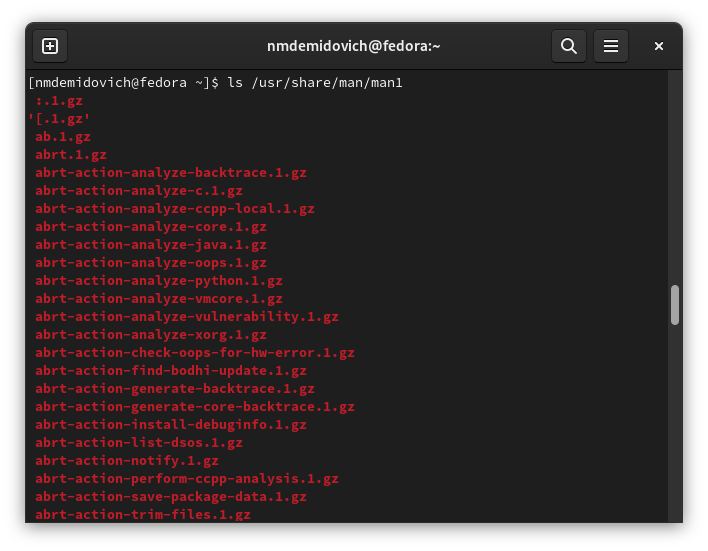 nmdemidovich@fedora:~
[nmdemidovich@fedora ~]$ ls /usr/share/man/man1
:.1.gz
'[.1.gz'
ab.1.gz
abrt.1.gz
abrt-action-analyze-backtrace.1.gz
abrt-action-analyze-c.1.gz
abrt-action-analyze-ccpp-local.1.gz
abrt-action-analyze-core.1.gz
abrt-action-analyze-java.1.gz
abrt-action-analyze-oops.1.gz
abrt-action-analyze-python.1.gz
abrt-action-analyze-vmcore.1.gz
abrt-action-analyze-vulnerability.1.gz
abrt-action-analyze-xorg.1.gz
abrt-action-check-oops-for-hw-error.1.gz
abrt-action-find-bodhi-update.1.gz
abrt-action-generate-backtrace.1.gz
abrt-action-generate-core-backtrace.1.gz
abrt-action-install-debuginfo.1.gz
abrt-action-list-dsos.1.gz
abrt-action-notify.1.gz
abrt-action-perform-ccpp-analysis.1.gz
abrt-action-save-package-data.1.gz
abrt-action-trim-files.1.gz